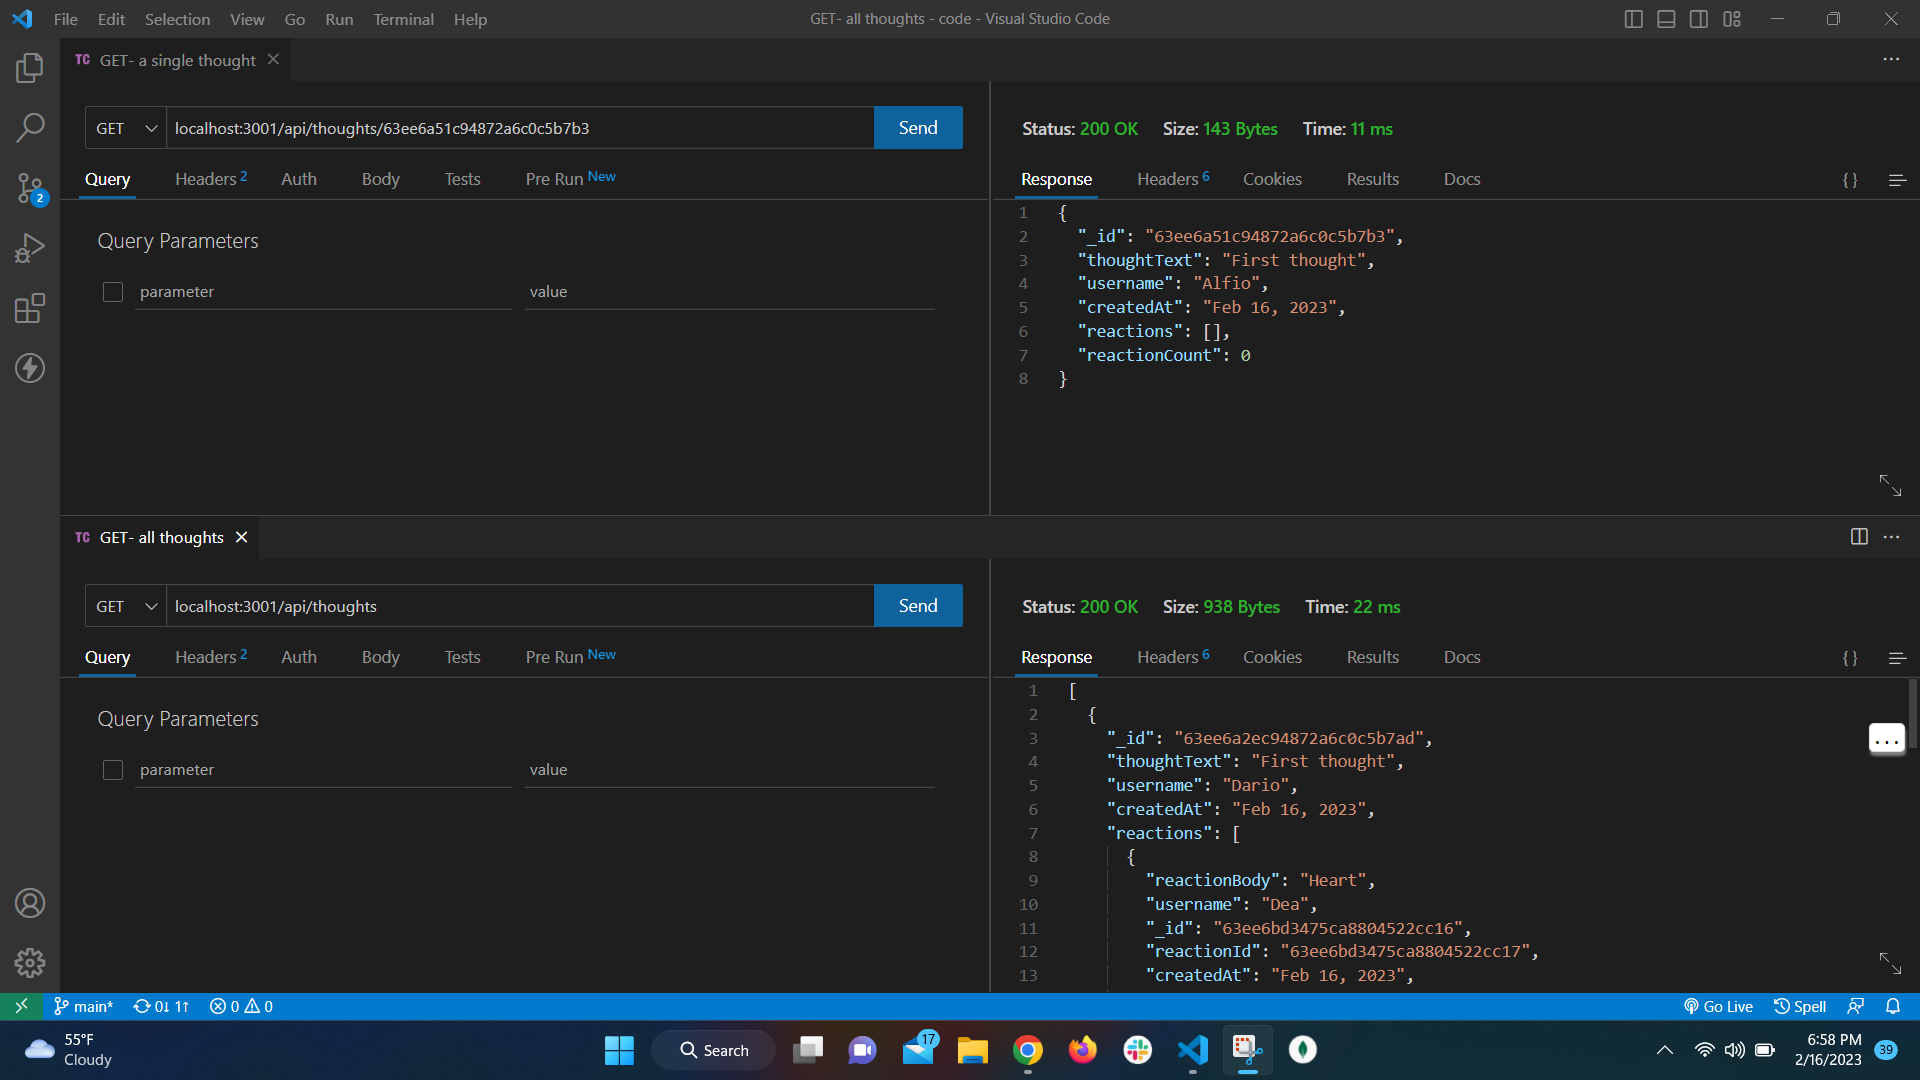 File Edit Selection View Go Run Terminal Help GET- all thoughts - code - Visual Studio Code
TC GET- a single thought
GET localhost:3001/api/thoughts/63ee6a51c94872a6c0c5b7b3 Send
Query Headers 2 Auth Body Tests Pre Run New
Query Parameters
parameter value
Status: 200 OK Size: 143 Bytes Time: 11 ms
Response Headers 6 Cookies Results Docs { }
1 {
2 "_id": "63ee6a51c94872a6c0c5b7b3",
3 "thoughtText": "First thought",
4 "username": "Alfio",
5 "createdAt": "Feb 16, 2023",
6 "reactions": [],
7 "reactionCount": 0
8 }
2
TC GET- all thoughts
GET localhost:3001/api/thoughts Send
Query Headers 2 Auth Body Tests Pre Run New
Query Parameters
parameter value
Status: 200 OK Size: 938 Bytes Time: 22 ms
Response Headers 6 Cookies Results Docs { }
1 [
2 {
3 "_id": "63ee6a2ec94872a6c0c5b7ad",
4 "thoughtText": "First thought",
5 "username": "Dario",
6 "createdAt": "Feb 16, 2023",
7 "reactions": [
8 {
9 "reactionBody": "Heart",
10 "username": "Dea",
11 "_id": "63ee6bd3475ca8804522cc16",
12 "reactionId": "63ee6bd3475ca8804522cc17",
13 "createdAt": "Feb 16, 2023",
...
main* 0↓ 1↑ 0 0 Go Live Spell
55°F
Cloudy
Search
17
6:58 PM
2/16/2023
39